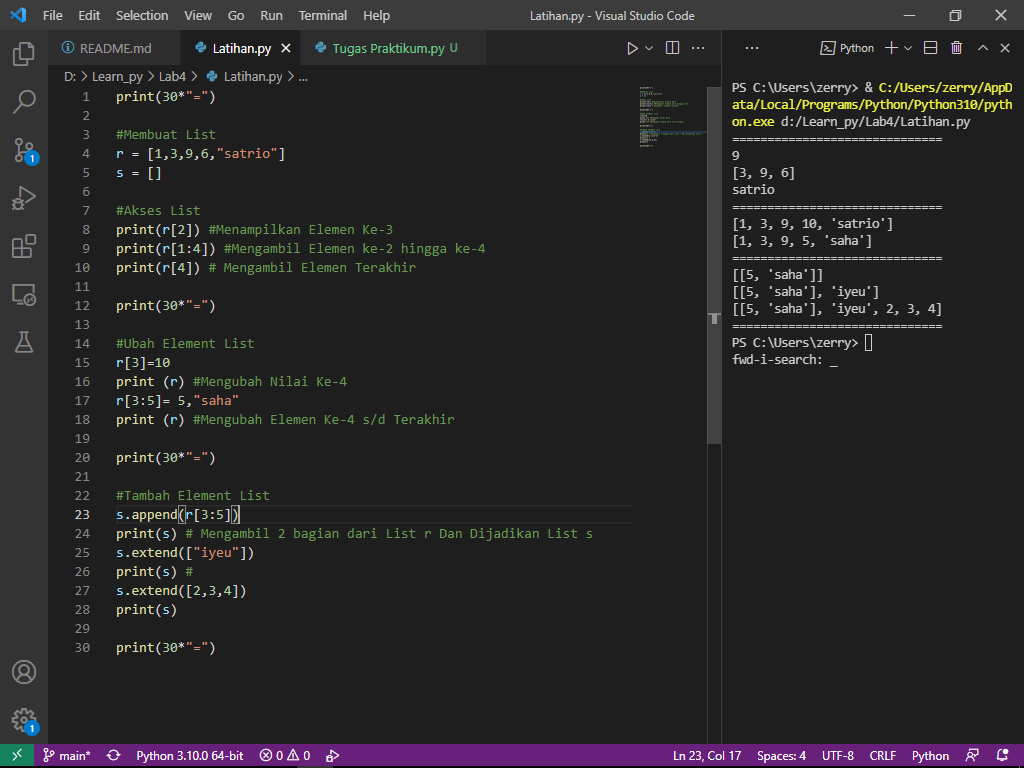 File Edit Selection View Go Run Terminal Help Latihan.py - Visual Studio Code
README.md Latihan.py Tugas Praktikum.py U
D: > Learn_py > Lab4 > Latihan.py > ...
1 print(30*"=")
2
3 #Membuat List
4 r = [1,3,9,6,"satrio"]
5 s = []
6
7 #Akses List
8 print(r[2]) #Menampilkan Elemen Ke-3
9 print(r[1:4]) #Mengambil Elemen ke-2 hingga ke-4
10 print(r[4]) # Mengambil Elemen Terakhir
11
12 print(30*"=")
13
14 #Ubah Element List
15 r[3]=10
16 print (r) #Mengubah Nilai Ke-4
17 r[3:5]= 5,"saha"
18 print (r) #Mengubah Elemen Ke-4 s/d Terakhir
19
20 print(30*"=")
21
22 #Tambah Element List
23 s.append(r[3:5])
24 print(s) # Mengambil 2 bagian dari List r Dan Dijadikan List s
25 s.extend(["iyeu"])
26 print(s) #
27 s.extend([2,3,4])
28 print(s)
29
30 print(30*"=")
Python
PS C:\Users\zerry> & C:/Users/zerry/AppD
ata/Local/Programs/Python/Python310/pyth
on.exe d:/Learn_py/Lab4/Latihan.py
==============================
9
[3, 9, 6]
satrio
==============================
[1, 3, 9, 10, 'satrio']
[1, 3, 9, 5, 'saha']
==============================
[[5, 'saha']]
[[5, 'saha'], 'iyeu']
[[5, 'saha'], 'iyeu', 2, 3, 4]
==============================
PS C:\Users\zerry>
fwd-i-search: _
1
1
main* Python 3.10.0 64-bit 0 0 Ln 23, Col 17 Spaces: 4 UTF-8 CRLF Python